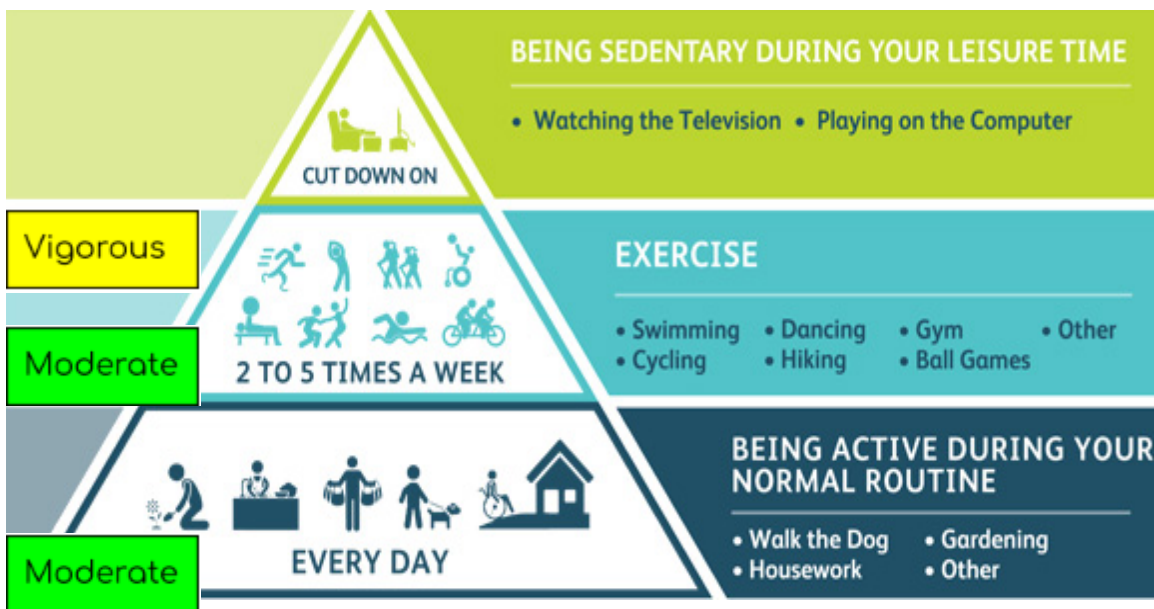 BEING SEDENTARY DURING YOUR LEISURE TIME
• Watching the Television • Playing on the Computer
CUT DOWN ON
Vigorous
EXERCISE
• Swimming • Dancing • Gym • Other
• Cycling • Hiking • Ball Games
Moderate
2 TO 5 TIMES A WEEK
BEING ACTIVE DURING YOUR
NORMAL ROUTINE
• Walk the Dog • Gardening
• Housework • Other
EVERY DAY
Moderate